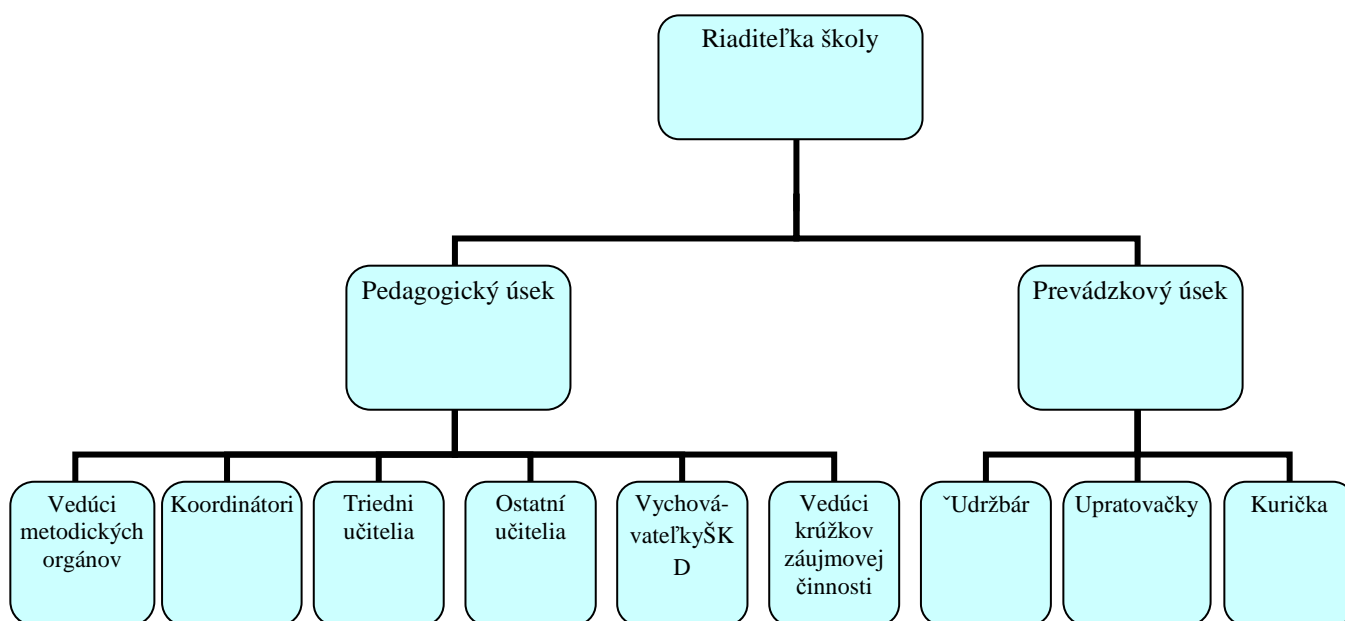 Riaditeľka školy
Pedagogický úsek
Prevádzkový úsek
Vedúci
metodických
orgánov
Koordinátori
Triedni
učitelia
Ostatní
učitelia
Vychová-
vateľkyŠK
D
Vedúci
krúžkov
záujmovej
činnosti
ˇUdržbár
Upratovačky
Kurička